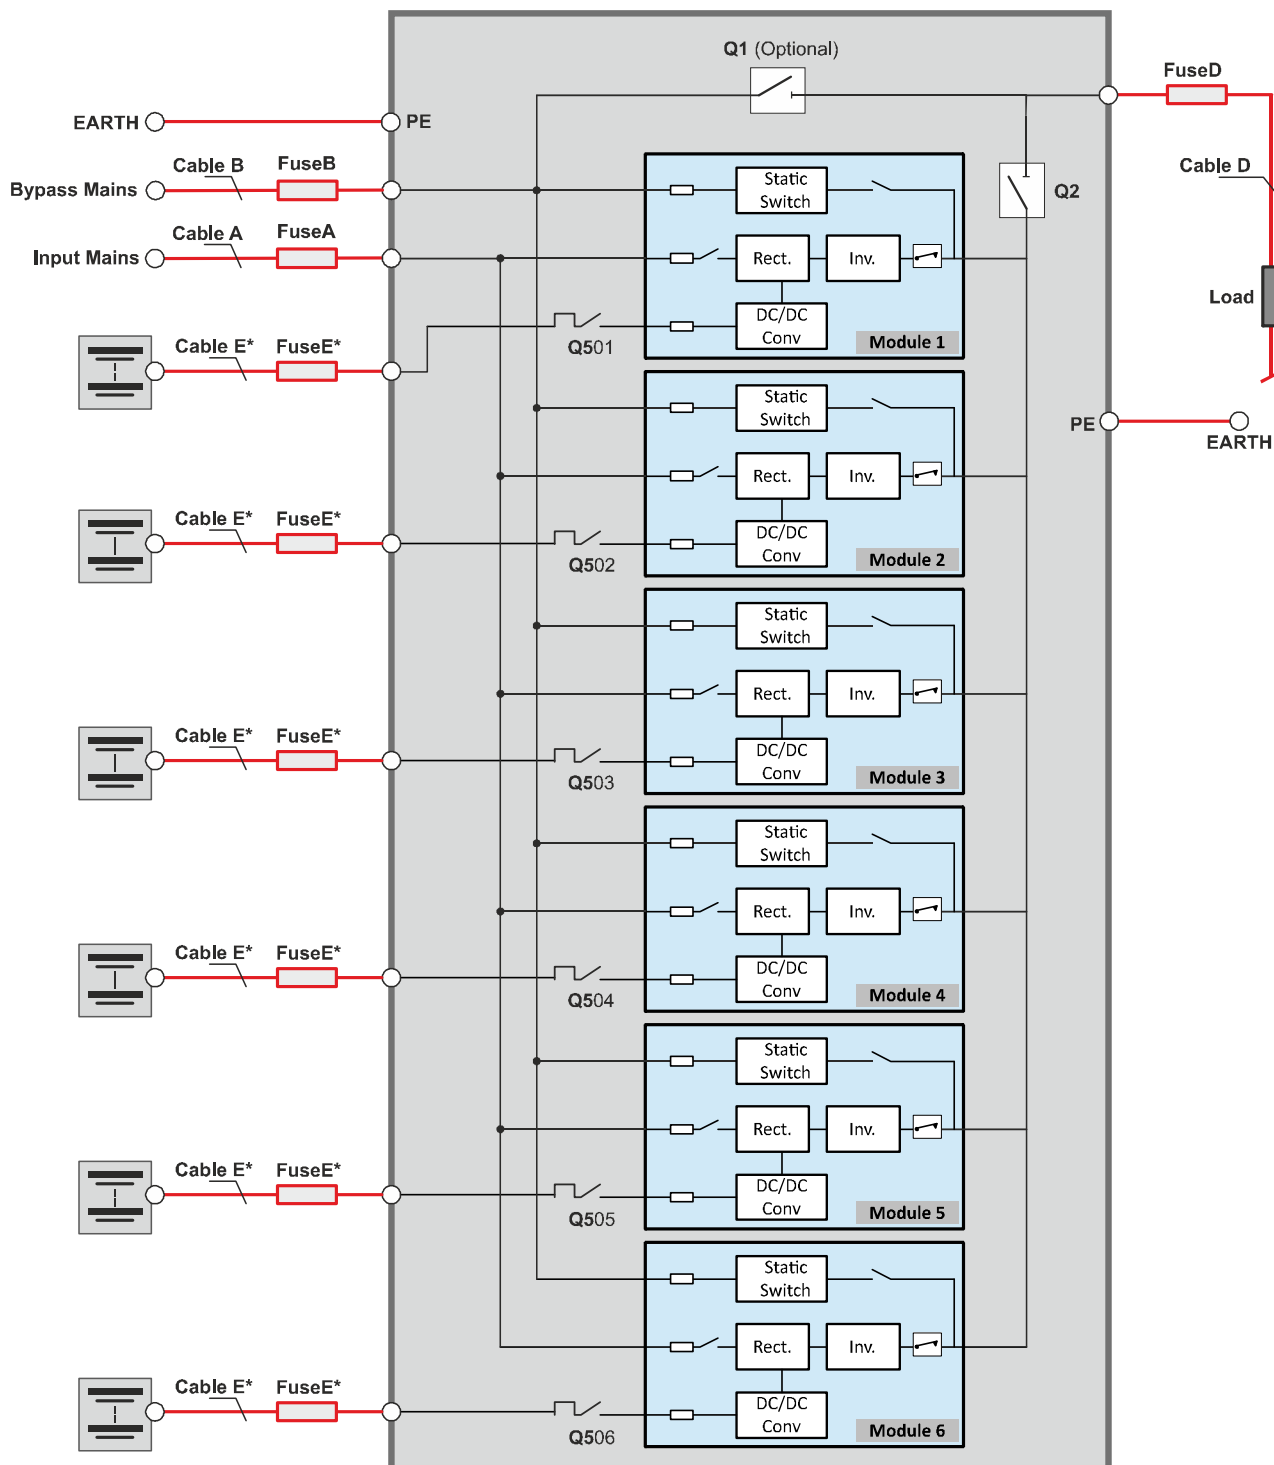 Q1 (Optional)
FuseD
EARTH
PE
Cable B
FuseB
Bypass Mains
Cable A
FuseA
Input Mains
Static
Switch
Q2
Cable D
Rect.
Inv.
Load
DC/DC
Conv
Module 1
Q501
Cable E*
FuseE*
Static
Switch
PE
EARTH
Rect.
Inv.
DC/DC
Conv
Module 2
Q502
Cable E*
FuseE*
Static
Switch
Rect.
Inv.
DC/DC
Conv
Module 3
Q503
Cable E*
FuseE*
Static
Switch
Rect.
Inv.
DC/DC
Conv
Module 4
Q504
Cable E*
FuseE*
Static
Switch
Rect.
Inv.
DC/DC
Conv
Module 5
Q505
Cable E*
FuseE*
Static
Switch
Rect.
Inv.
DC/DC
Conv
Module 6
Q506
Cable E*
FuseE*